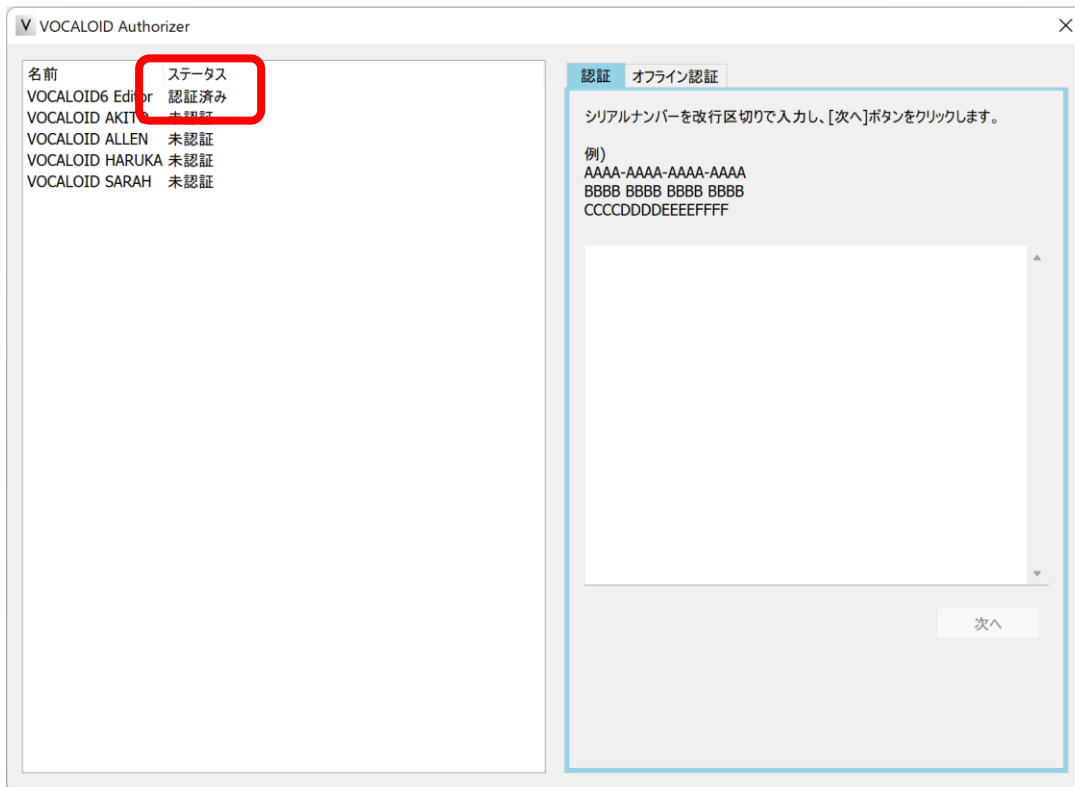 VOCALOID Authorizer
名前 ステータス
VOCALOID6 Editor 認証済み
VOCALOID AKITO 未認証
VOCALOID ALLEN 未認証
VOCALOID HARUKA 未認証
VOCALOID SARAH 未認証
認証 オフライン認証
シリアルナンバーを改行区切りで入力し、[次へ]ボタンをクリックします。
例)
AAAA-AAAA-AAAA-AAAA
BBBB BBBB BBBB BBBB
CCCCDDDDEEEEFFFF
次へ